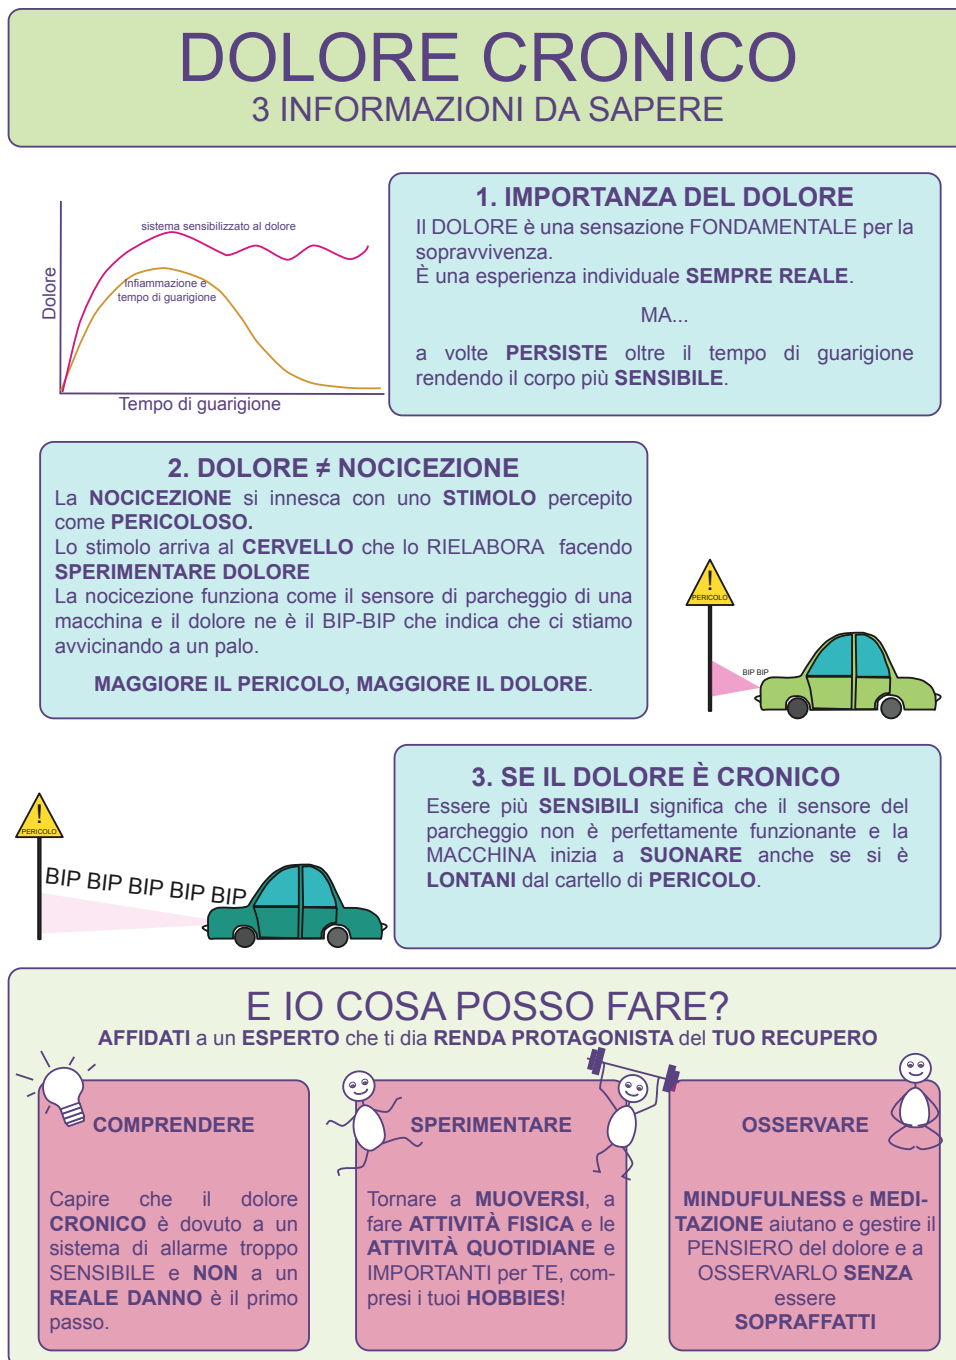 DOLORE CRONICO
3 INFORMAZIONI DA SAPERE
Dolore
sistema sensibilizzato al dolore
Infiammazione e
tempo di guarigione
Tempo di guarigione
1. IMPORTANZA DEL DOLORE
Il DOLORE è una sensazione FONDAMENTALE per la
sopravvivenza.
È una esperienza individuale SEMPRE REALE.
MA...
a volte PERSISTE oltre il tempo di guarigione
rendendo il corpo più SENSIBILE.
2. DOLORE ≠ NOCICEZIONE
La NOCICEZIONE si innesca con uno STIMOLO percepito
come PERICOLOSO.
Lo stimolo arriva al CERVELLO che lo RIELABORA facendo
SPERIMENTARE DOLORE
La nocicezione funziona come il sensore di parcheggio di una
macchina e il dolore ne è il BIP-BIP che indica che ci stiamo
avvicinando a un palo.
MAGGIORE IL PERICOLO, MAGGIORE IL DOLORE.
!
PERICOLO
BIP BIP
!
PERICOLO
BIP BIP BIP BIP BIP
3. SE IL DOLORE È CRONICO
Essere più SENSIBILI significa che il sensore del
parcheggio non è perfettamente funzionante e la
MACCHINA inizia a SUONARE anche se si è
LONTANI dal cartello di PERICOLO.
E IO COSA POSSO FARE?
AFFIDATI a un ESPERTO che ti dia RENDA PROTAGONISTA del TUO RECUPERO
COMPRENDERE
Capire che il dolore
CRONICO è dovuto a un
sistema di allarme troppo
SENSIBILE e NON a un
REALE DANNO è il primo
passo.
SPERIMENTARE
Tornare a MUOVERSI, a
fare ATTIVITÀ FISICA e le
ATTIVITÀ QUOTIDIANE e
IMPORTANTI per TE, com-
presi i tuoi HOBBIES!
OSSERVARE
MINDUFULNESS e MEDI-
TAZIONE aiutano e gestire il
PENSIERO del dolore e a
OSSERVARLO SENZA
essere
SOPRAFFATTI